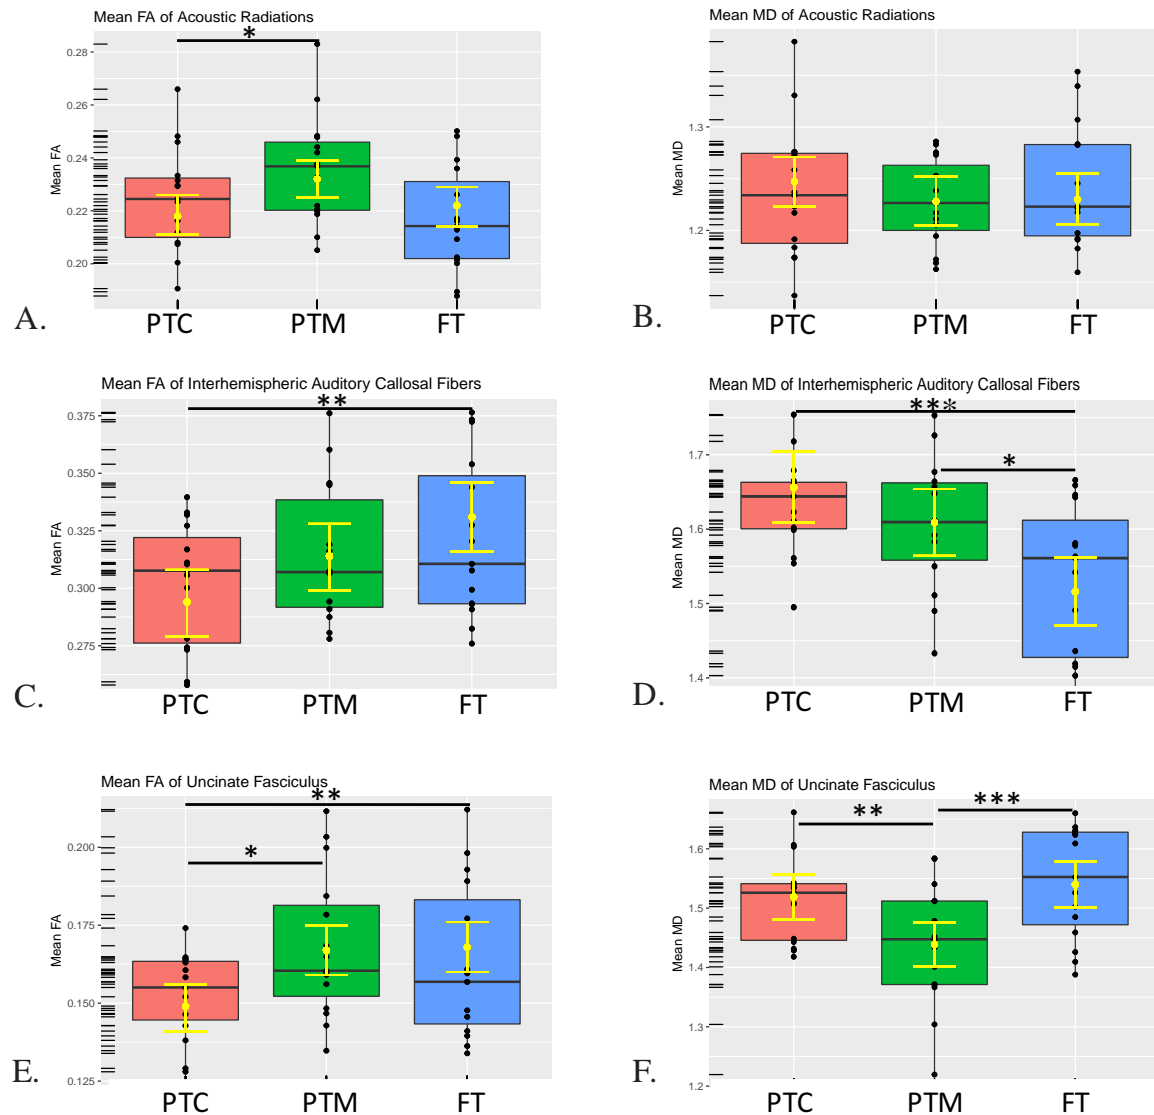 Mean FA of Acoustic Radiations
*
0.28
0.26
0.24
0.22
0.20
Mean FA
A.
PTC PTM FT
Mean MD of Acoustic Radiations
1.3
1.2
Mean MD
B.
PTC PTM FT
Mean FA of Interhemispheric Auditory Callosal Fibers
**
0.375
0.350
0.325
0.300
0.275
Mean FA
C.
PTC PTM FT
Mean MD of Interhemispheric Auditory Callosal Fibers
***
*
1.7
1.6
1.5
1.4
Mean MD
D.
PTC PTM FT
Mean FA of Uncinate Fasciculus
**
*
0.200
0.175
0.150
0.125
Mean FA
E.
PTC PTM FT
Mean MD of Uncinate Fasciculus
** ***
1.6
1.5
1.4
1.3
1.2
Mean MD
F.
PTC PTM FT